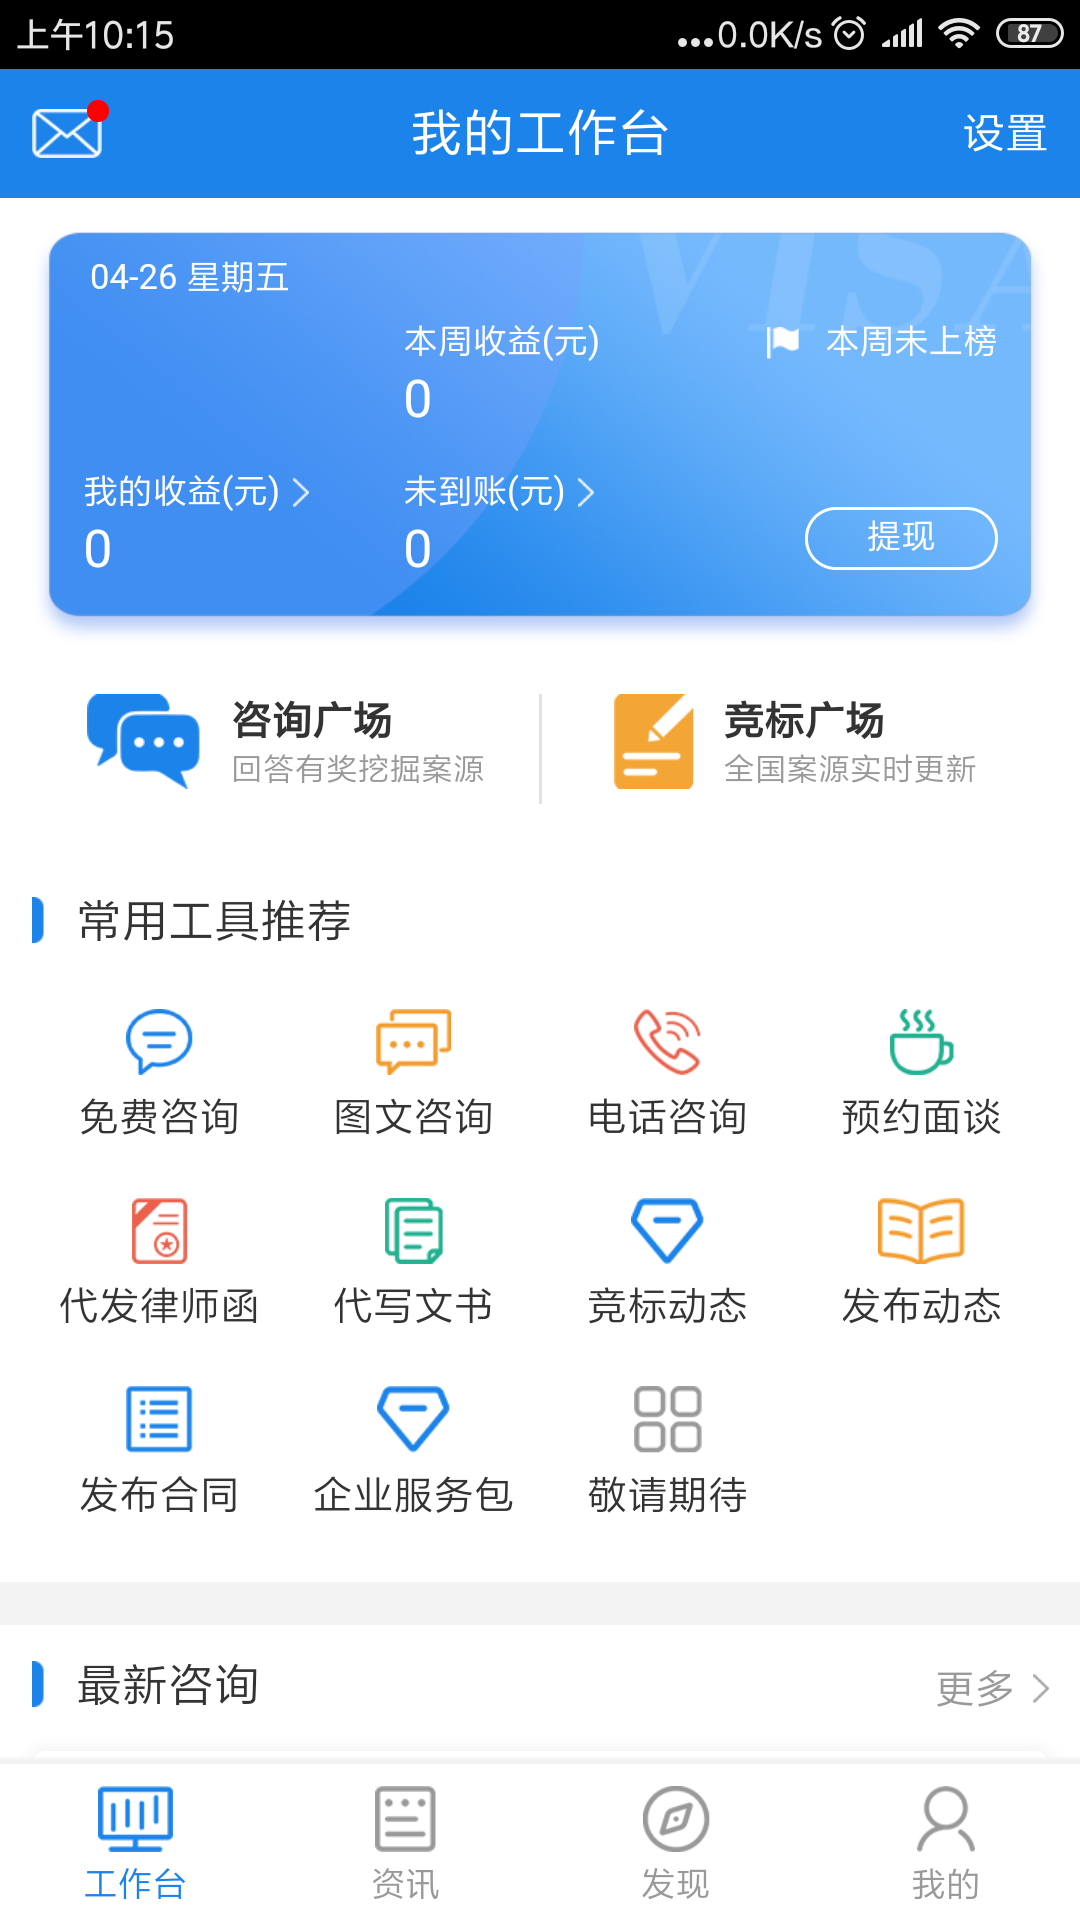 上午10:15
...0.0K/s
87
我的工作台
设置
VISA
04-26 星期五
本周收益(元)
本周未上榜
0
我的收益(元)
未到账(元)
0
0
提现
咨询广场
竞标广场
回答有奖挖掘案源
全国案源实时更新
常用工具推荐
免费咨询
图文咨询
电话咨询
预约面谈
代发律师函
代写文书
竞标动态
发布动态
发布合同
企业服务包
敬请期待
最新咨询
更多
工作台
资讯
发现
我的